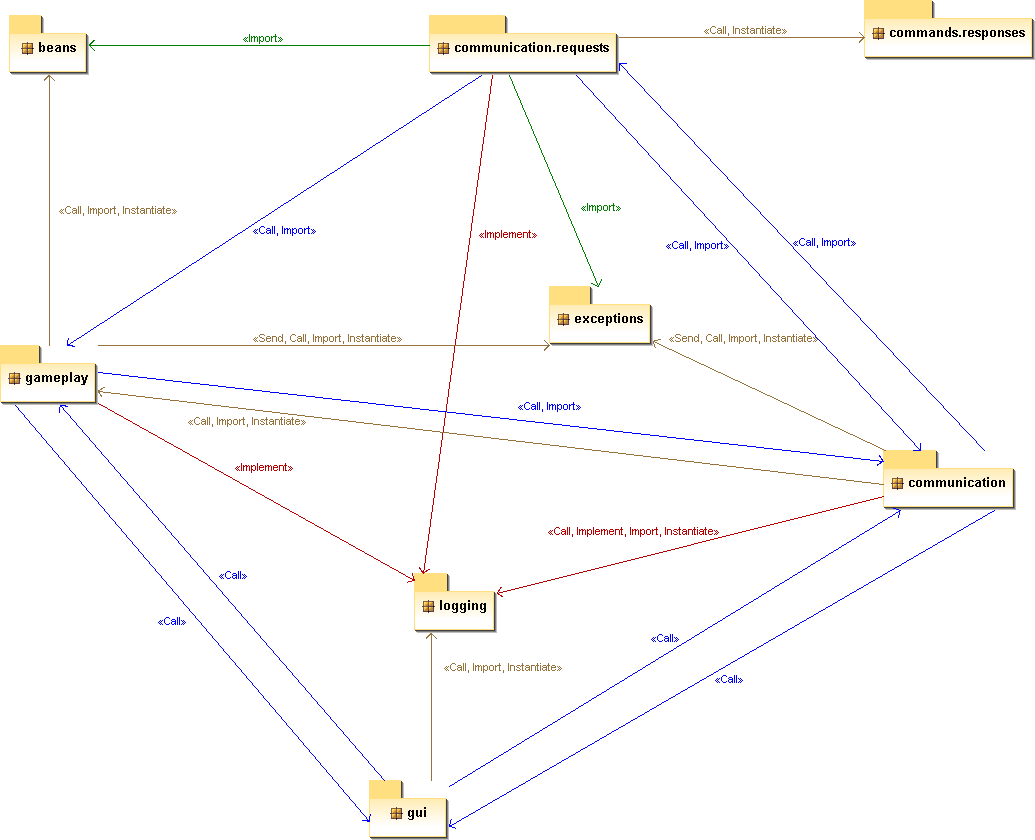 commands.responses
«Call, Instantiate»
«Import»
beans
communication.requests
«Call, Import, Instantiate»
«Import»
«Call, Import»
«Implement»
«Call, Import»
«Call, Import»
exceptions
«Send, Call, Import, Instantiate»
«Send, Call, Import, Instantiate»
gameplay
«Call, Import»
«Call, Import, Instantiate»
«Implement»
communication
«Call, Implement, Import, Instantiate»
«Call»
logging
«Call»
«Call»
«Call, Import, Instantiate»
«Call»
gui